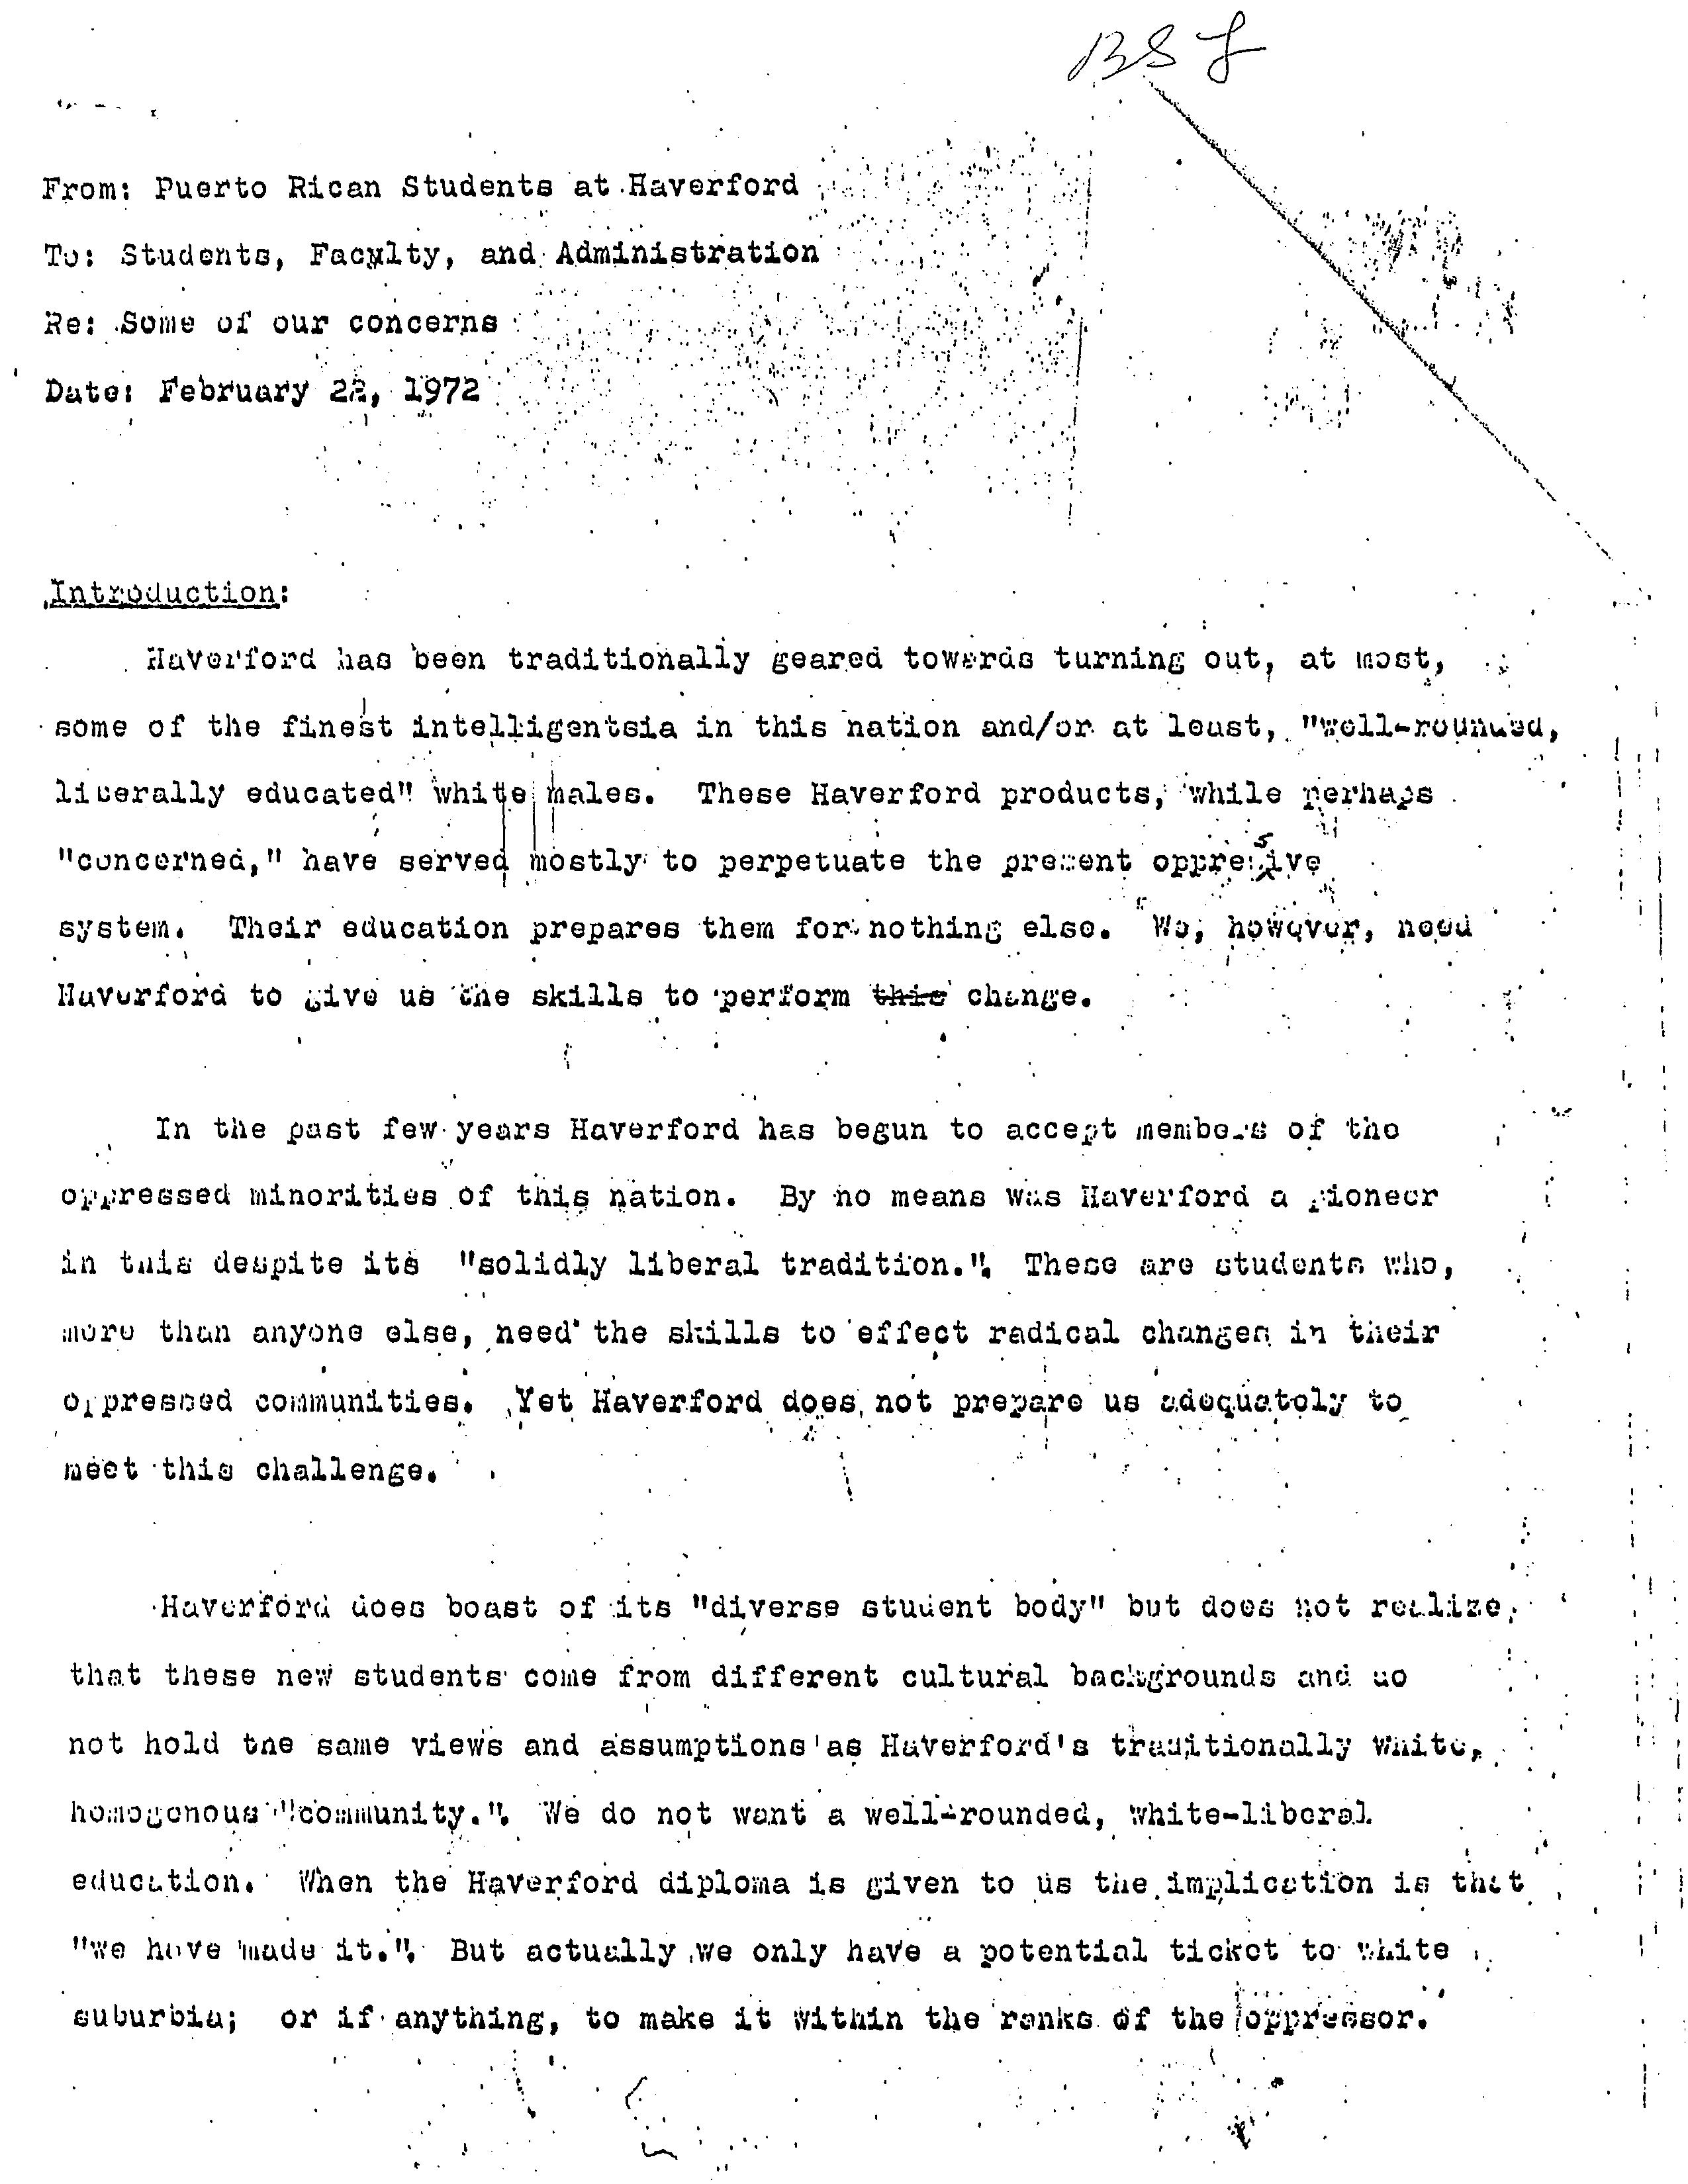 BSL
From: Puerto Rican Students at Haverford
To: Students, Faculty, and Administration
Re: Some of our concerns
Date: February 22, 1972
Introduction:
Haverford has been traditionally geared towards turning out, at most,
some of the finest intelligentsia in this nation and/or at least, "well-rounded,
liberally educated" white males. These Haverford products, while perhaps
"concerned," have served mostly to perpetuate the present oppressive
system. Their education prepares them for nothing else. We, however, need
Haverford to give us the skills to perform this change.
In the past few years Haverford has begun to accept members of the
oppressed minorities of this nation. By no means was Haverford a pioneer
in this despite its "solidly liberal tradition.". These are students who,
more than anyone else, need the skills to effect radical changes in their
oppressed communities. Yet Haverford does not prepare us adequately to
meet this challenge.
Haverford does boast of its "diverse student body" but does not realize
that these new students come from different cultural backgrounds and do
not hold the same views and assumptions as Haverford's traditionally white,
homogenous "community.". We do not want a well-rounded, white-liberal
education. When the Haverford diploma is given to us the implication is that
"we have made it.". But actually we only have a potential ticket to white
suburbia; or if anything, to make it within the ranks of the oppressor.